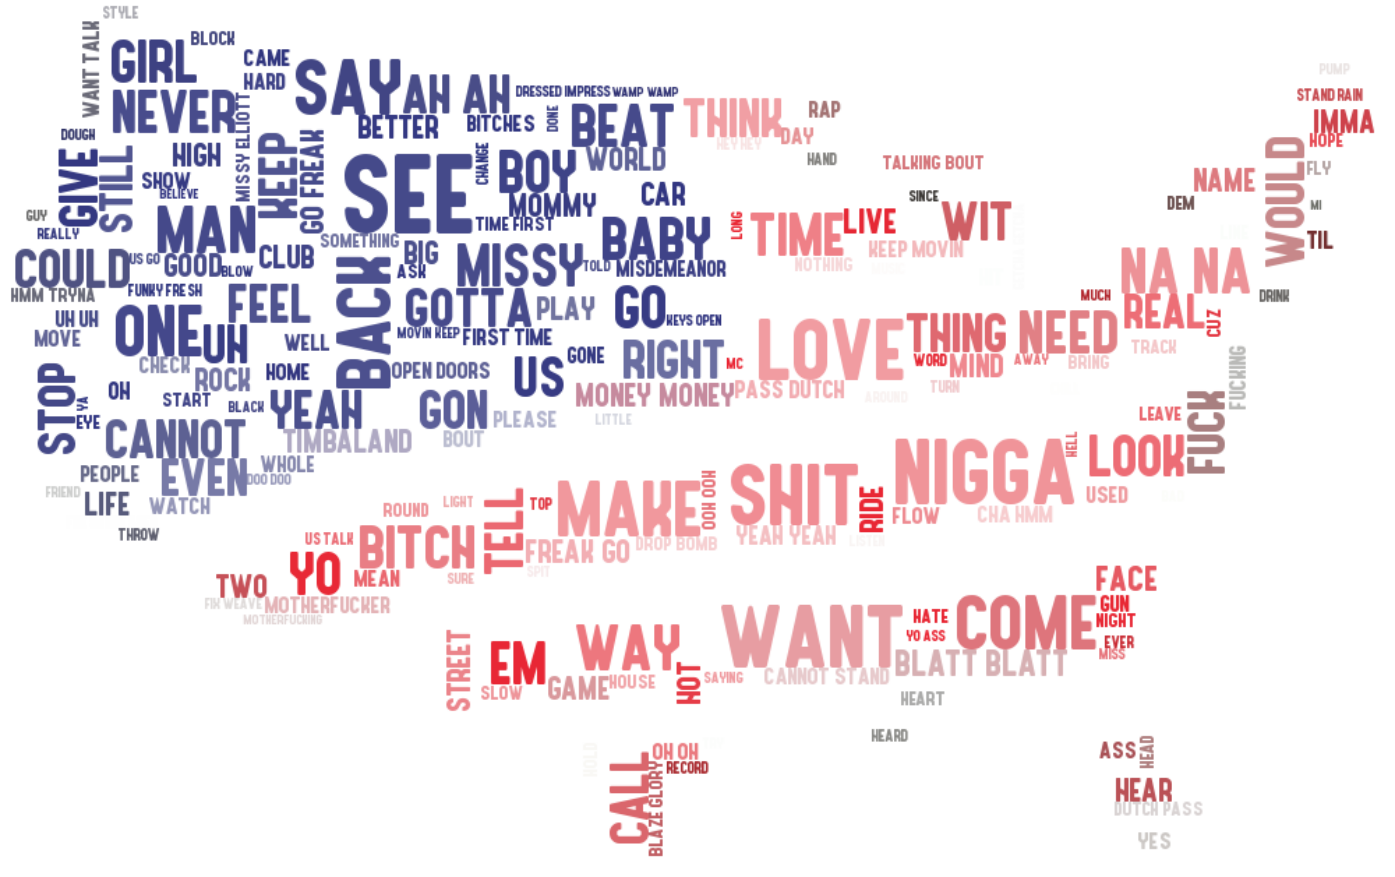 STYLE
WANT TALK
GIRL
BLOCK
CAME
HARD
SAY
AH AH
DRESSED IMPRESS
WAMP WAMP
NEVER
MISSY ELLIOTT
BETTER
BITCHES
DONE
BEAT
THINK
DAY
RAP
HEY HEY
HAND
PUMP
STAND RAIN
IMMA
HOPE
DOUGH
GIVE
STILL
HIGH
SHOW
BELIEVE
KEEP
GO FREAK
SEE
CHANGE
BOY
WORLD
MOMMY
CAR
TALKING BOUT
SINCE
NAME
DEM
WOULD
FLY
MI
TIL
GUY
REALLY
MAN
SOMETHING
TIME FIRST
BABY
LONG
TIME
LIVE
WIT
KEEP MOVIN
NOTHING
COULD
US GO
GOOD
BLOW
CLUB
BIG
ASK
MISSY
TOLD
MISDEMEANOR
NA NA
DRINK
HMM TRYNA
FUNKY FRESH
FEEL
BACK
GOTTA
PLAY
GO
KEYS OPEN
MUCH
REAL
CUZ
UH UH
MOVE
ONE
UH
WELL
MOVIN KEEP
FIRST TIME
LOVE
THING
NEED
TRACK
CHECK
ROCK
HOME
OPEN DOORS
US
GONE
RIGHT
MC
WORD
MIND
AWAY
BRING
FUCKING
STOP
YA
EYE
OH
START
BLACK
YEAH
GON
PLEASE
MONEY MONEY
LITTLE
PASS DUTCH
AROUND
TURN
LEAVE
FUCK
CANNOT
TIMBALAND
BOUT
PEOPLE
EVEN
WHOLE
DOO DOO
NIGGA
HELL
LOOK
FRIEND
LIFE
WATCH
THROW
ROUND
LIGHT
TELL
TOP
MAKE
OOH OOH
SHIT
RIDE
FLOW
CHA HMM
USED
US TALK
BITCH
FREAK GO
DROP BOMB
YEAH YEAH
LISTEN
TWO
YO
MEAN
SURE
SPIT
FACE
FIX WEAVE
MOTHERFUCKER
MOTHERFUCKING
WANT
HATE
YO ASS
COME
GUN
NIGHT
EVER
MISS
STREET
EM
SLOW
WAY
GAME
HOUSE
HOT
SAYING
CANNOT STAND
BLATT BLATT
HEART
HEARD
HOLD
CALL
OH OH
RECORD
BLAZE GLORY
ASS
HEAD
HEAR
DUTCH PASS
YES